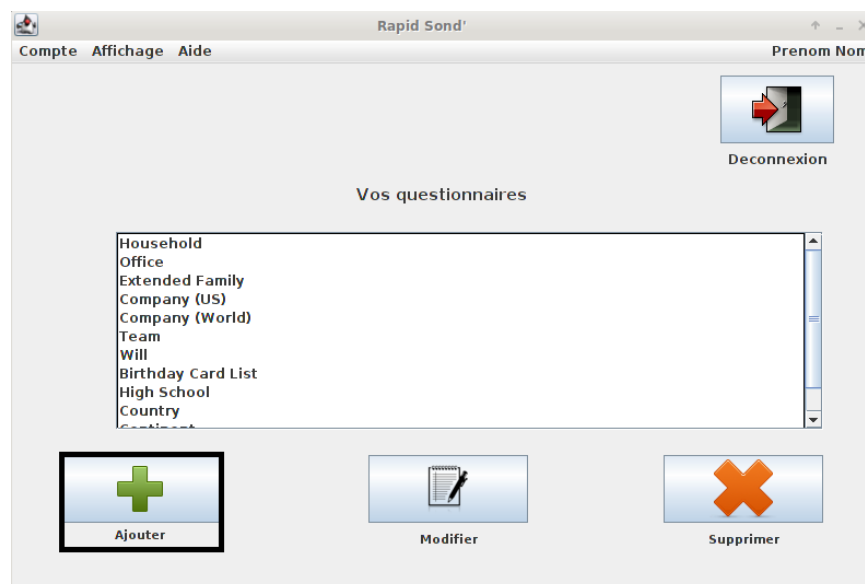 Rapid Sond'
Compte Affichage Aide Prenom Nom
Deconnexion
Vos questionnaires
Household
Office
Extended Family
Company (US)
Company (World)
Team
Will
Birthday Card List
High School
Country
Continent
Ajouter
Modifier
Supprimer